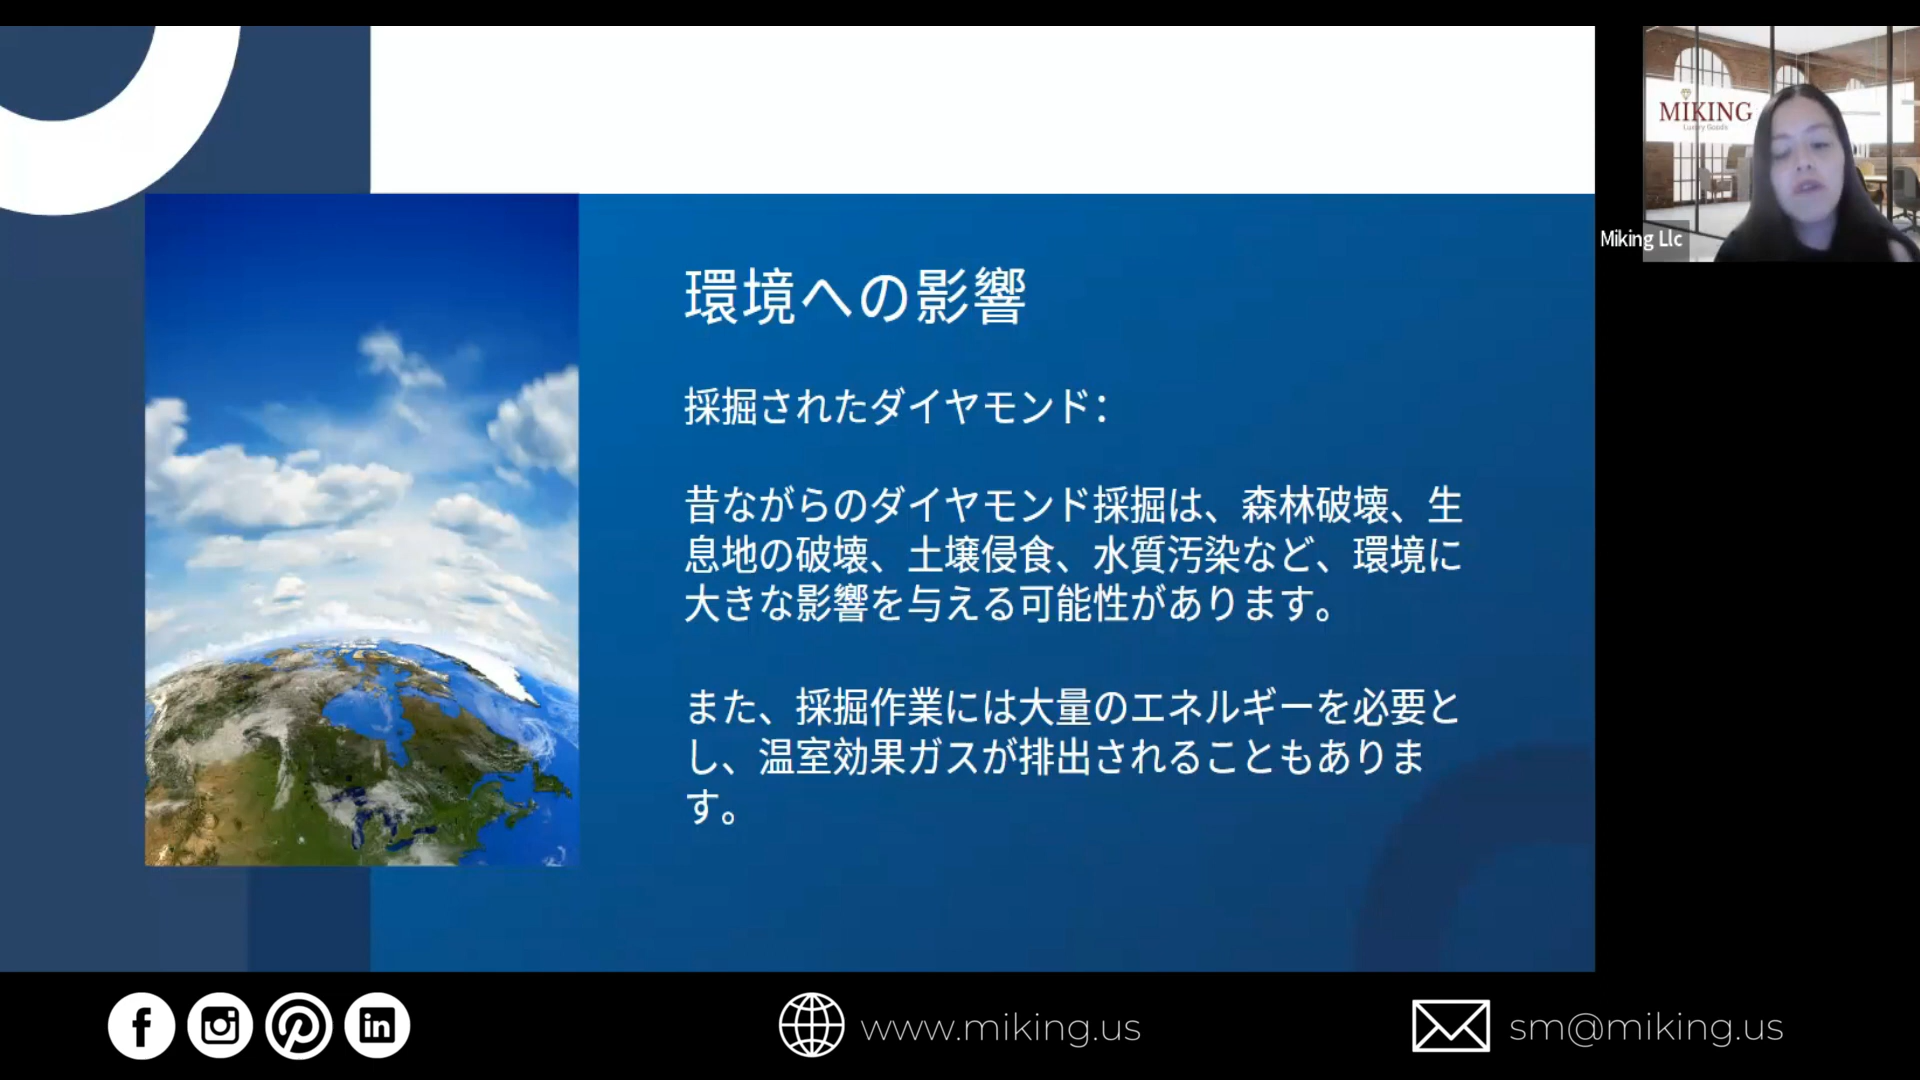 MIKING
Luxury Goods
Miking Llc
環境への影響
採掘されたダイヤモンド：
昔ながらのダイヤモンド採掘は、森林破壊、生
息地の破壊、土壌侵食、水質汚染など、環境に
大きな影響を与える可能性があります。
また、採掘作業には大量のエネルギーを必要と
し、温室効果ガスが排出されることもありま
す。
www.miking.us
sm@miking.us